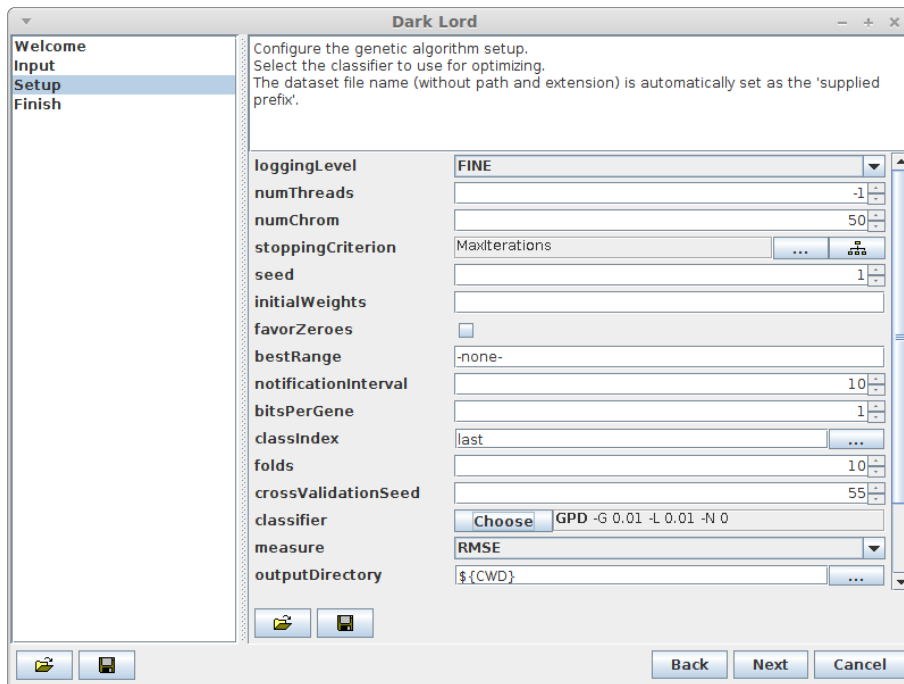 Dark Lord
Welcome
Input
Setup
Finish
Configure the genetic algorithm setup.
Select the classifier to use for optimizing.
The dataset file name (without path and extension) is automatically set as the 'supplied
prefix'.
loggingLevel FINE
numThreads -1
numChrom 50
stoppingCriterion MaxIterations ...
seed 1
initialWeights
favorZeroes
bestRange -none-
notificationInterval 10
bitsPerGene 1
classIndex last ...
folds 10
crossValidationSeed 55
classifier Choose GPD -G 0.01 -L 0.01 -N 0
measure RMSE
outputDirectory ${CWD} ...
Back Next Cancel